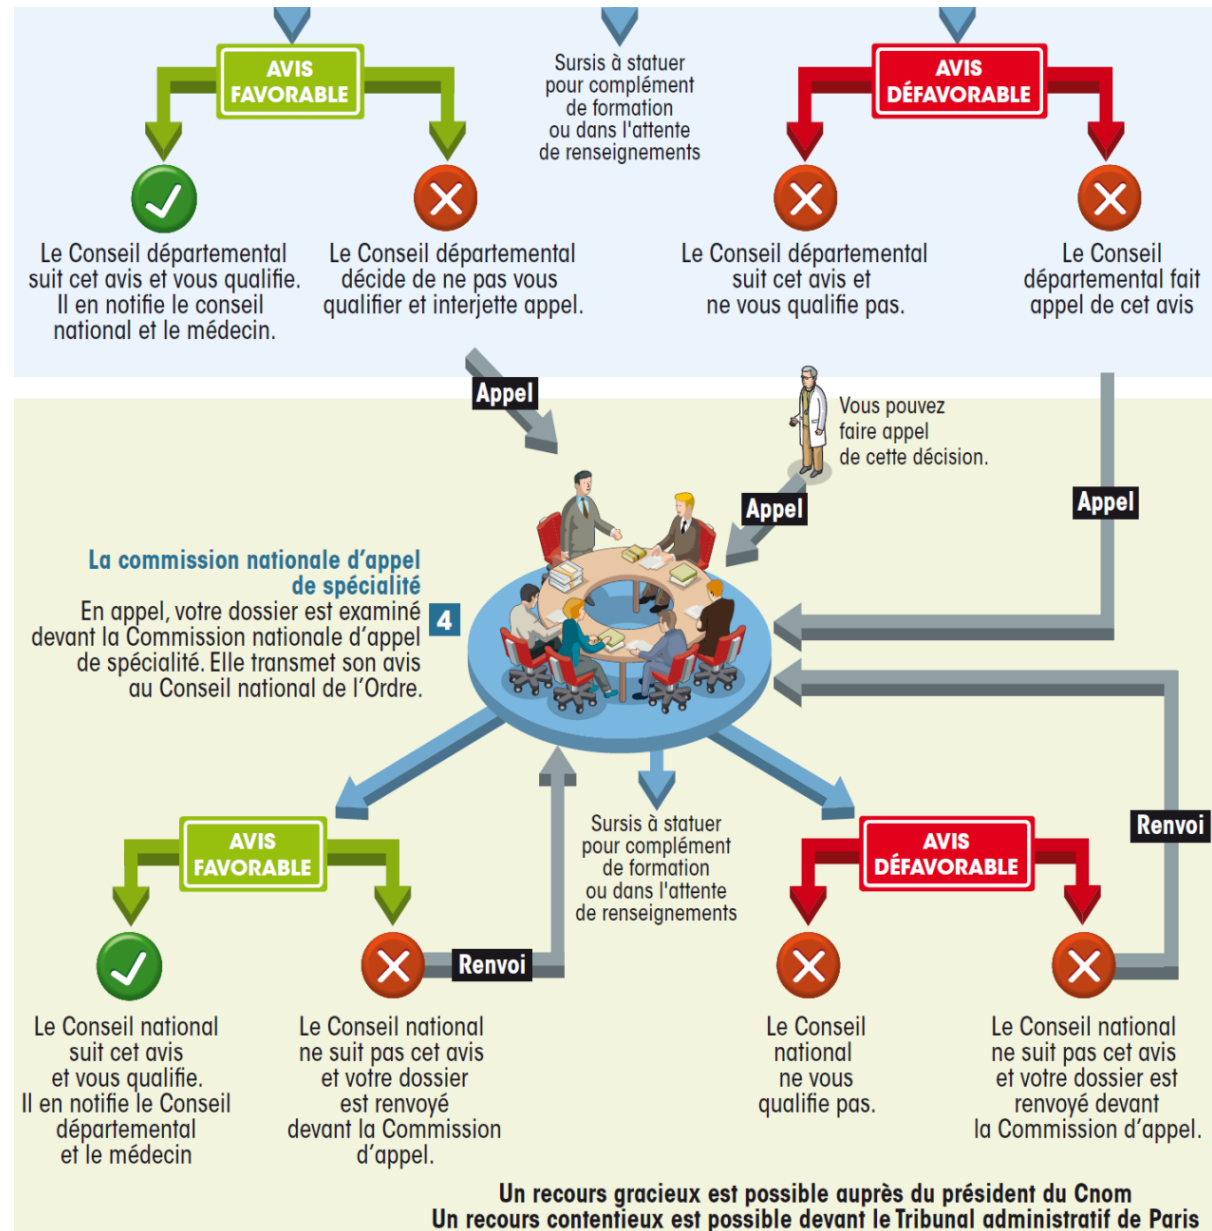 AVIS
FAVORABLE
Sursis à statuer
pour complément
de formation
ou dans l'attente
de renseignements
AVIS
DÉFAVORABLE
Le Conseil départemental
suit cet avis et vous qualifie.
Il en notifie le conseil
national et le médecin.
Le Conseil départemental
décide de ne pas vous
qualifier et interjette appel.
Le Conseil départemental
suit cet avis et
ne vous qualifie pas.
Le Conseil
départemental fait
appel de cet avis
Appel
Vous pouvez
faire appel
de cette décision.
Appel
Appel
La commission nationale d'appel
de spécialité
En appel, votre dossier est examiné
devant la Commission nationale d'appel
de spécialité. Elle transmet son avis
au Conseil national de l'Ordre.
4
AVIS
FAVORABLE
Sursis à statuer
pour complément
de formation
ou dans l'attente
de renseignements
AVIS
DÉFAVORABLE
Renvoi
Renvoi
Le Conseil national
suit cet avis
et vous qualifie.
Il en notifie le Conseil
départemental
et le médecin
Le Conseil national
ne suit pas cet avis
et votre dossier
est renvoyé
devant la Commission
d'appel.
Le Conseil
national
ne vous
qualifie pas.
Le Conseil national
ne suit pas cet avis
et votre dossier est
renvoyé devant
la Commission d'appel.
Un recours gracieux est possible auprès du président du Cnom
Un recours contentieux est possible devant le Tribunal administratif de Paris